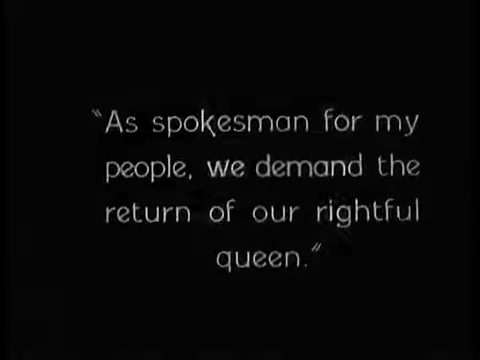 "As spokesman for my
people, we demand the
return of our rightful
queen."